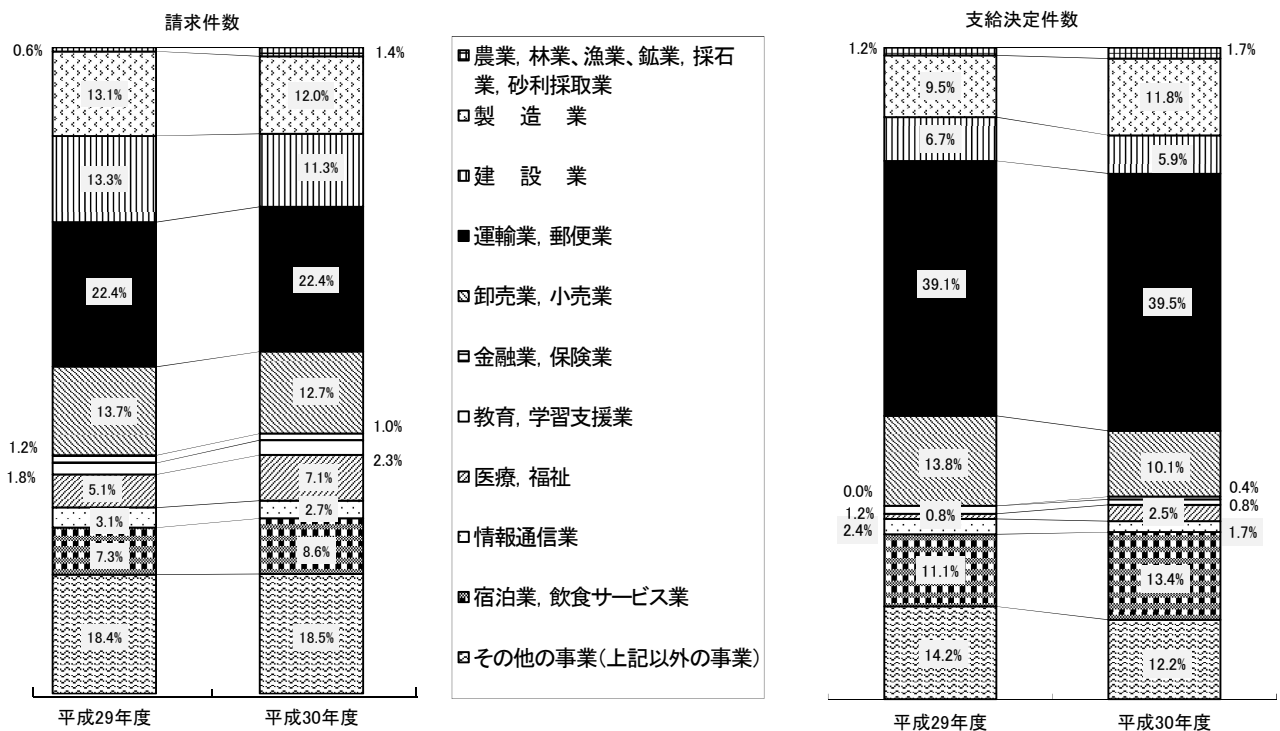 請求件数
0.6%
1.4%
13.1%
12.0%
13.3%
11.3%
22.4%
22.4%
13.7%
12.7%
1.2%
1.0%
1.8%
2.3%
5.1%
7.1%
3.1%
2.7%
7.3%
8.6%
18.4%
18.5%
平成29年度
平成30年度
農業, 林業、漁業、鉱業, 採石
業, 砂利採取業
製 造 業
建 設 業
運輸業, 郵便業
卸売業, 小売業
金融業, 保険業
教育, 学習支援業
医療, 福祉
情報通信業
宿泊業, 飲食サービス業
その他の事業(上記以外の事業)
支給決定件数
1.2%
1.7%
9.5%
11.8%
6.7%
5.9%
39.1%
39.5%
13.8%
10.1%
0.0%
0.4%
1.2%
0.8%
0.8%
2.5%
2.4%
1.7%
11.1%
13.4%
14.2%
12.2%
平成29年度
平成30年度